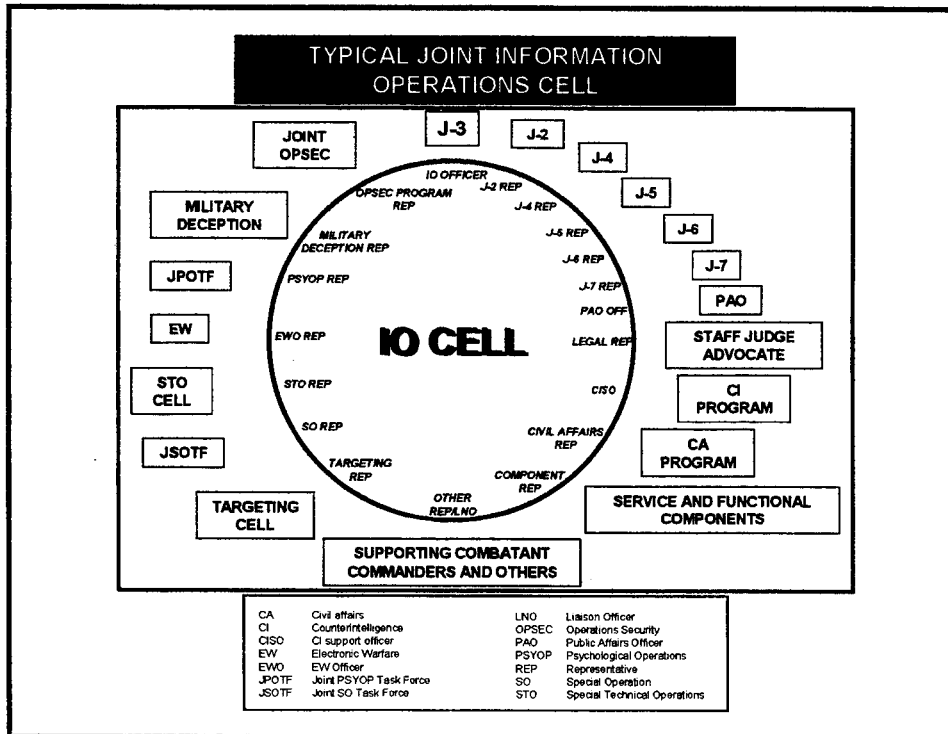 TYPICAL JOINT INFORMATION
OPERATIONS CELL
J-3
J-2
J-4
J-5
J-6
J-7
PAO
STAFF JUDGE
ADVOCATE
CI
PROGRAM
CA
PROGRAM
SERVICE AND FUNCTIONAL
COMPONENTS
SUPPORTING COMBATANT
COMMANDERS AND OTHERS
TARGETING
CELL
JSOTF
STO
CELL
EW
JPOTF
MILITARY
DECEPTION
JOINT
OPSEC
IO OFFICER
J-2 REP
J-4 REP
J-5 REP
J-6 REP
J-7 REP
PAO OFF
LEGAL REP
CISO
CIVIL AFFAIRS
REP
COMPONENT
REP
OTHER
REP/LNO
TARGETING
REP
SO REP
STO REP
EWO REP
PSYOP REP
MILITARY
DECEPTION REP
OPSEC PROGRAM
REP
IO CELL
CA Civil affairs
CI Counterintelligence
CISO CI support officer
EW Electronic Warfare
EWO EW Officer
JPOTF Joint PSYOP Task Force
JSOTF Joint SO Task Force
LNO Liaison Officer
OPSEC Operations Security
PAO Public Affairs Officer
PSYOP Psychological Operations
REP Representative
SO Special Operation
STO Special Technical Operations